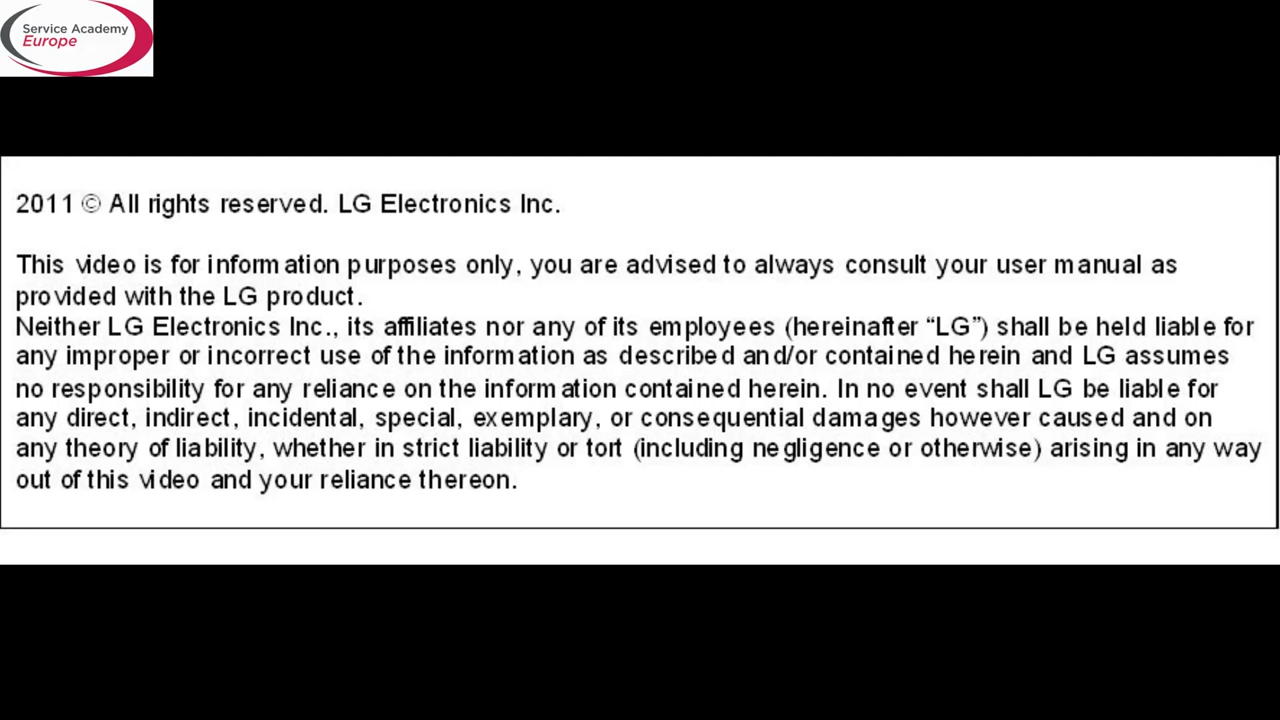 Service Academy
Europe
2011 © All rights reserved. LG Electronics Inc.
This video is for information purposes only, you are advised to always consult your user manual as
provided with the LG product.
Neither LG Electronics Inc., its affiliates nor any of its employees (hereinafter “LG”) shall be held liable for
any improper or incorrect use of the information as described and/or contained herein and LG assumes
no responsibility for any reliance on the information contained herein. In no event shall LG be liable for
any direct, indirect, incidental, special, exemplary, or consequential damages however caused and on
any theory of liability, whether in strict liability or tort (including negligence or otherwise) arising in any way
out of this video and your reliance thereon.